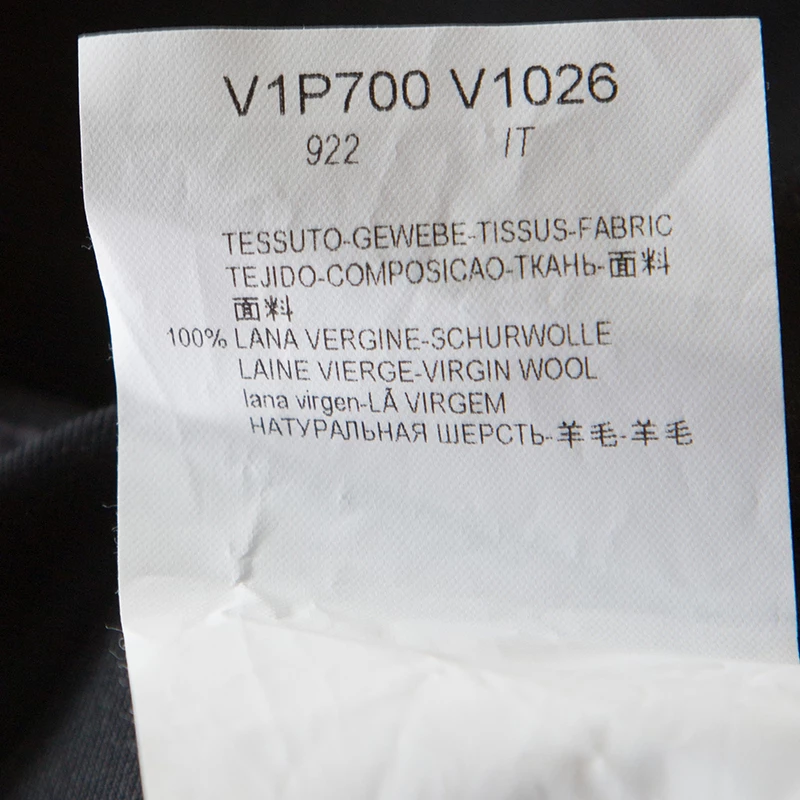 V1P700 V1026
922 IT
TESSUTO-GEWEBE-TISSUS-FABRIC
TEJIDO-COMPOSICAO-ТКАНЬ-面料
面料
100% LANA VERGINE-SCHURWOLLE
LAINE VIERGE-VIRGIN WOOL
lana virgen-LÃ VIRGEM
НАТУРАЛЬНАЯ ШЕРСТЬ-羊毛-羊毛